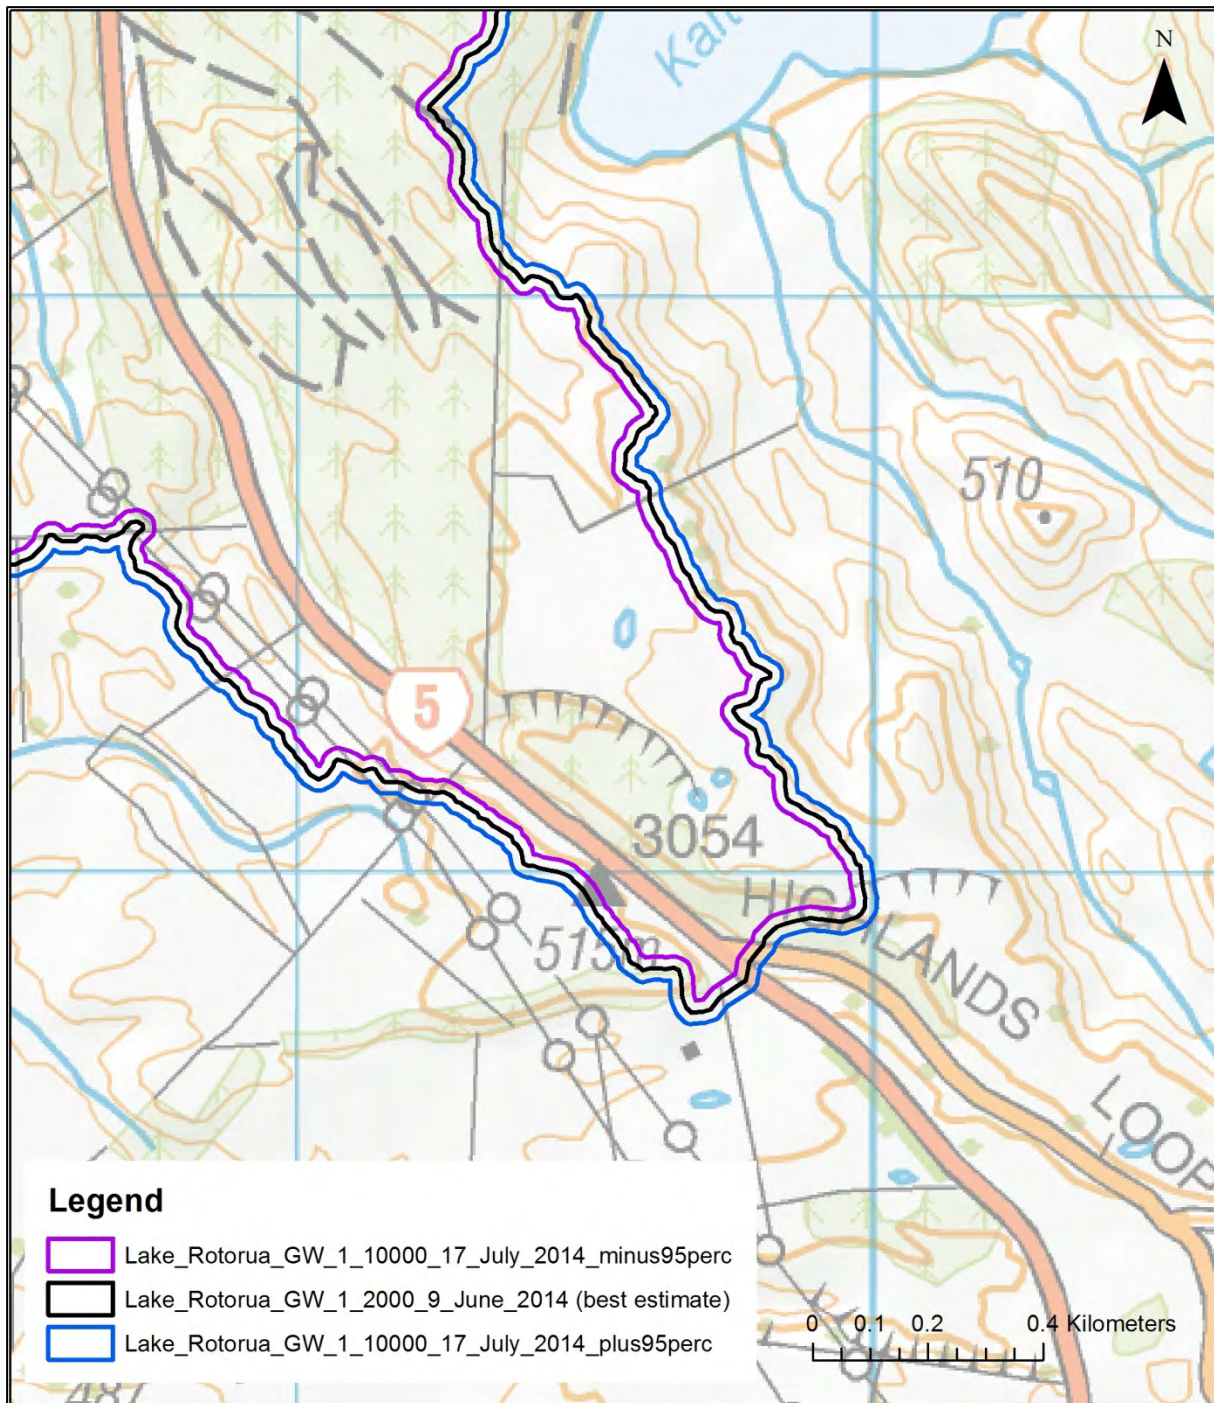 N
510
5
3054
HIGHLANDS
515m
LOOP
Legend
Lake_Rotorua_GW_1_10000_17_July_2014_minus95perc
Lake_Rotorua_GW_1_2000_9_June_2014 (best estimate)
Lake_Rotorua_GW_1_10000_17_July_2014_plus95perc
0 0.1 0.2 0.4 Kilometers